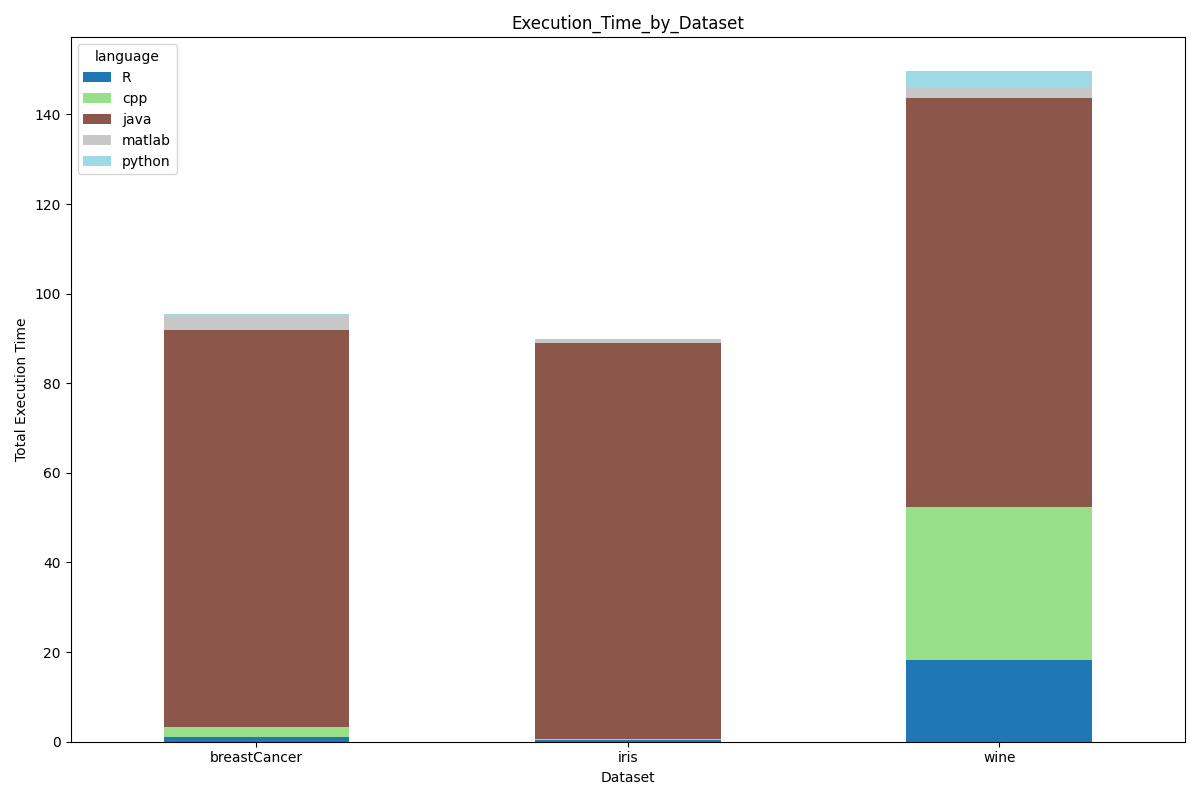 Execution_Time_by_Dataset
language
R
cpp
java
matlab
python
Total Execution Time
140
120
100
80
60
40
20
0
breastCancer
iris
wine
Dataset